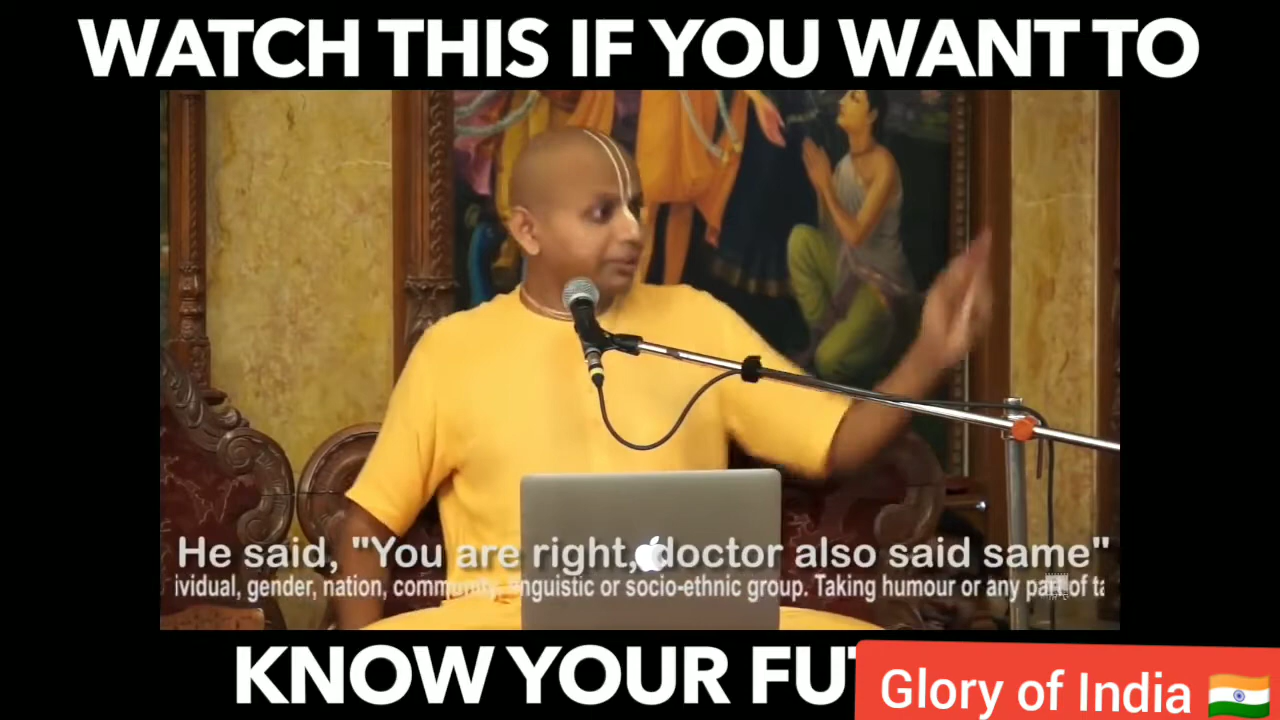 WATCH THIS IF YOU WANT TO
He said, "You are right, doctor also said same"
ividual, gender, nation, community, linguistic or socio-ethnic group. Taking humour or any part of ta
KNOW YOUR FUT
Glory of India 🇮🇳